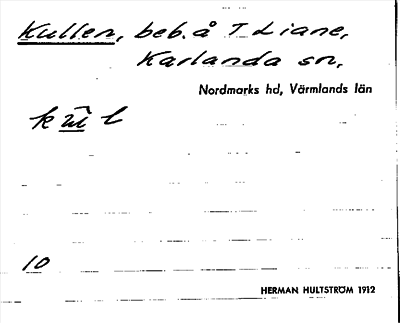 Kullen, beb. å T Liane,
Karlanda sn,
Nordmarks hd, Värmlands län
10
HERMAN HULTSTRÖM 1912